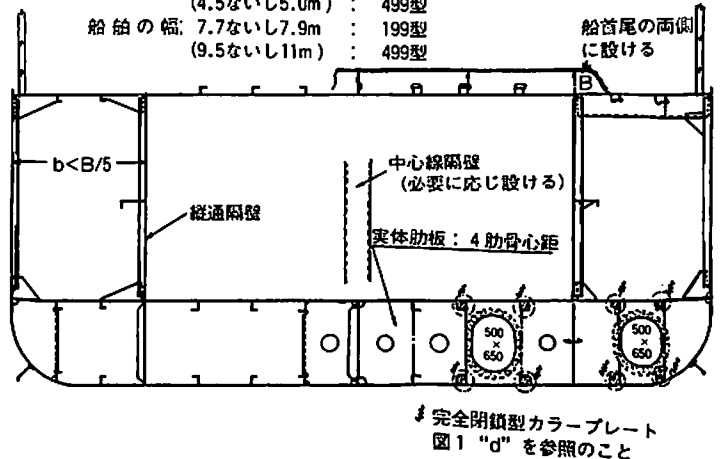 (4.5ないし5.0m) : 499型
船舶の幅: 7.7ないし7.9m : 199型
(9.5ないし11m) : 499型
船首尾の両側
に設ける
B
b<B/5
中心線隔壁
(必要に応じ設ける)
縦通隔壁
実体肋板: 4肋骨心距
500
×
650
500
×
650
完全閉鎖型カラープレート
図1 "d" を参照のこと